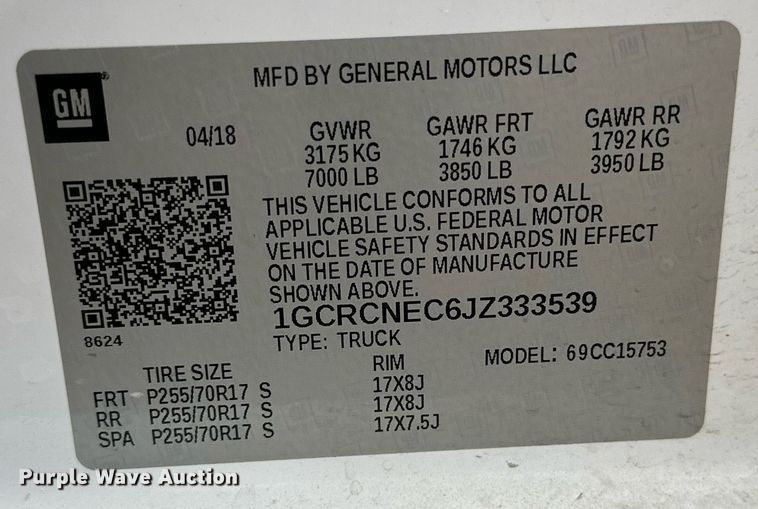 MFD BY GENERAL MOTORS LLC
GM
04/18 GVWR GAWR FRT GAWR RR
3175 KG 1746 KG 1792 KG
7000 LB 3850 LB 3950 LB
THIS VEHICLE CONFORMS TO ALL
APPLICABLE U.S. FEDERAL MOTOR
VEHICLE SAFETY STANDARDS IN EFFECT
ON THE DATE OF MANUFACTURE
SHOWN ABOVE.
1GCRCNEC6JZ333539
8624
TYPE: TRUCK MODEL: 69CC15753
TIRE SIZE RIM
FRT P255/70R17 S 17X8J
RR P255/70R17 S 17X8J
SPA P255/70R17 S 17X7.5J
Purple Wave Auction